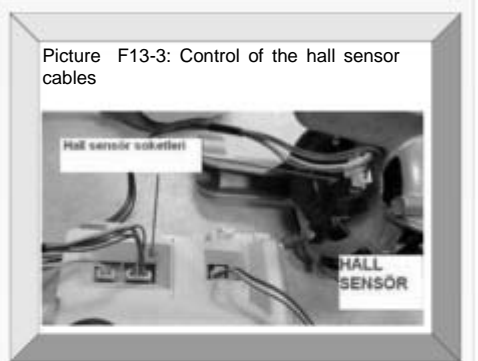 Picture F13-3: Control of the hall sensor
cables
Hall sensör soketleri
HALL
SENSÖR